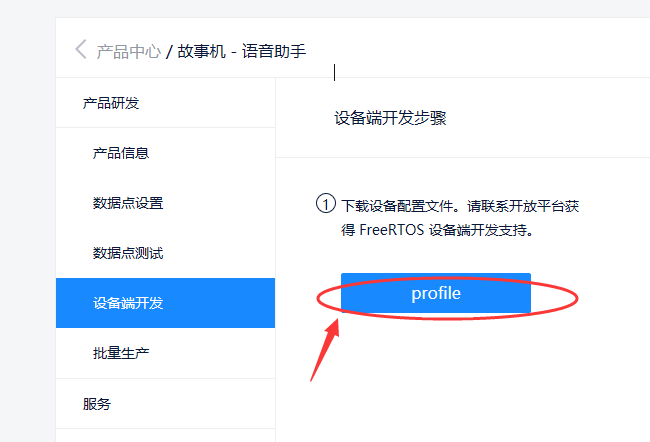 产品中心 / 故事机 - 语音助手
产品研发
产品信息
数据点设置
数据点测试
设备端开发
批量生产
服务
设备端开发步骤
1 下载设备配置文件。请联系开放平台获
得 FreeRTOS 设备端开发支持。
profile